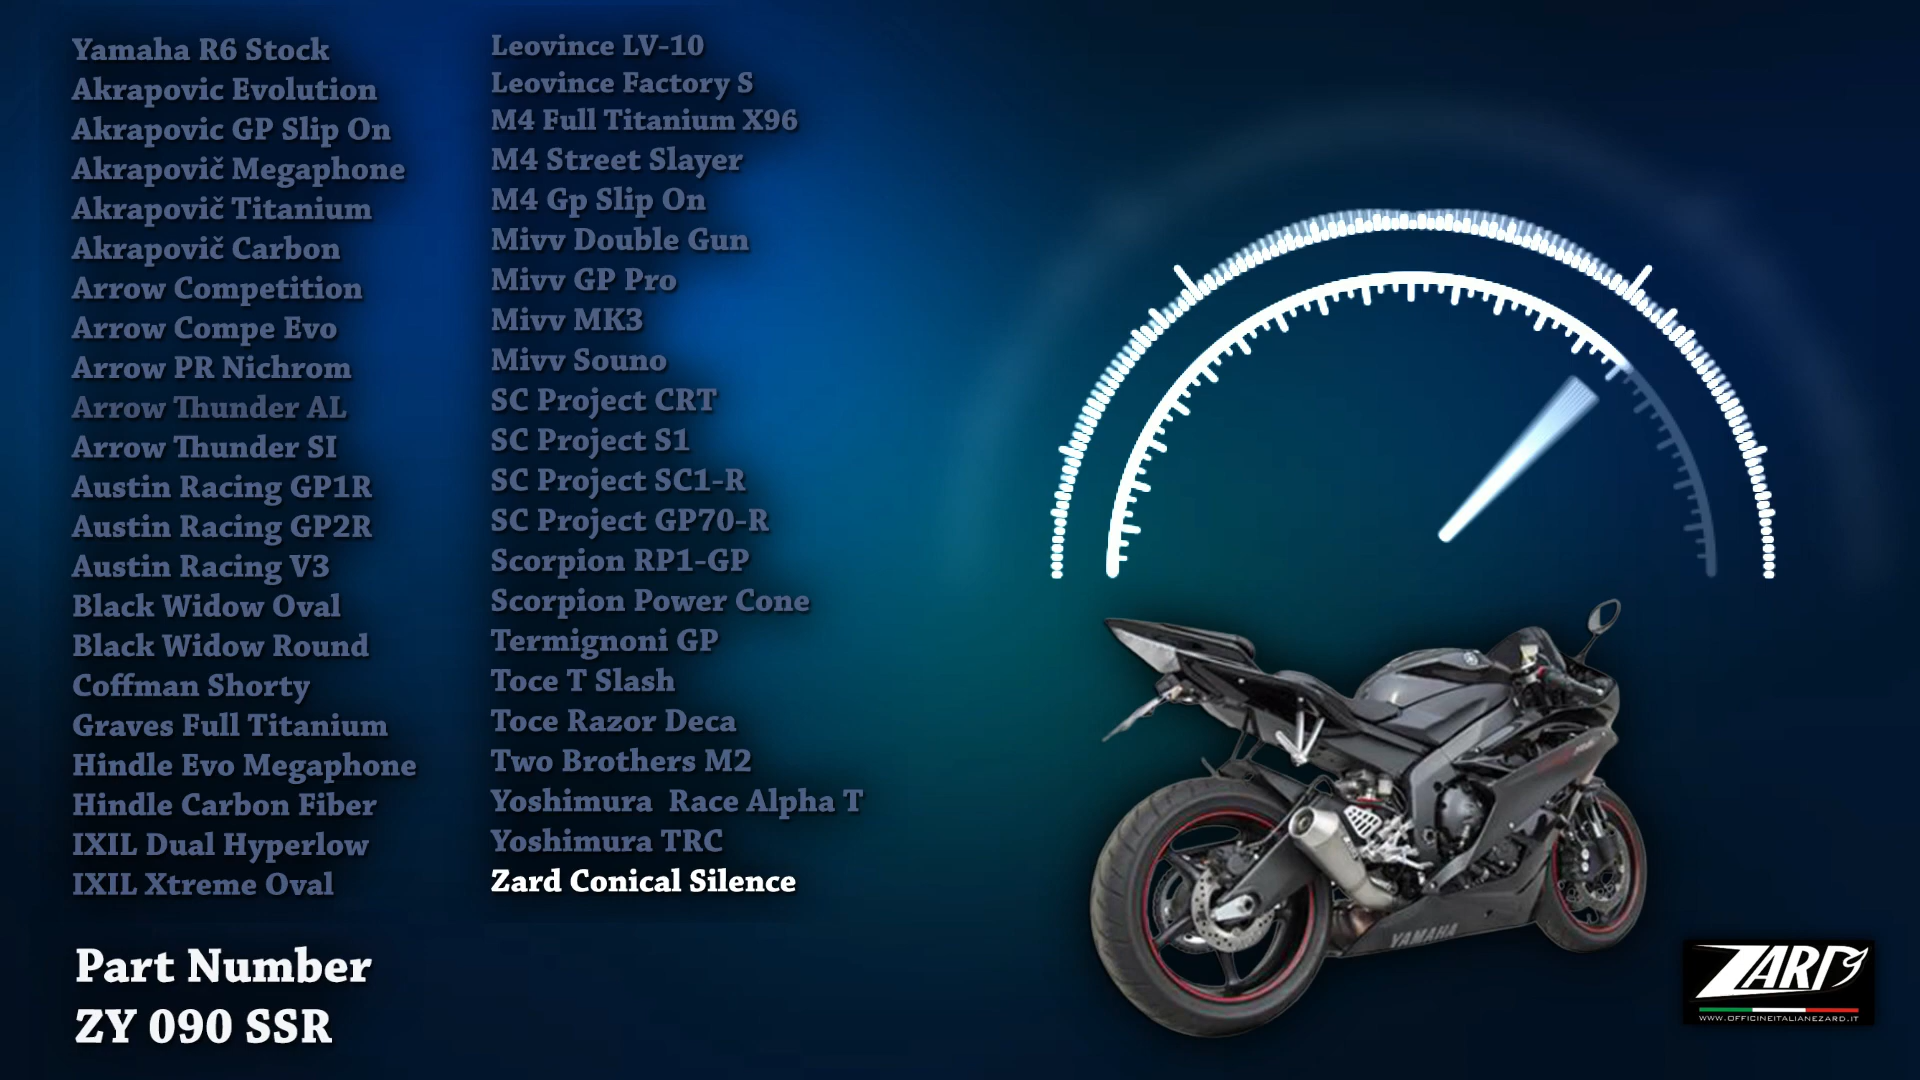 Yamaha R6 Stock
Akrapovic Evolution
Akrapovic GP Slip On
Akrapovič Megaphone
Akrapovič Titanium
Akrapovič Carbon
Arrow Competition
Arrow Compe Evo
Arrow PR Nichrom
Arrow Thunder AL
Arrow Thunder SI
Austin Racing GP1R
Austin Racing GP2R
Austin Racing V3
Black Widow Oval
Black Widow Round
Coffman Shorty
Graves Full Titanium
Hindle Evo Megaphone
Hindle Carbon Fiber
IXIL Dual Hyperlow
IXIL Xtreme Oval
Leovince LV-10
Leovince Factory S
M4 Full Titanium X96
M4 Street Slayer
M4 Gp Slip On
Mivv Double Gun
Mivv GP Pro
Mivv MK3
Mivv Souno
SC Project CRT
SC Project S1
SC Project SC1-R
SC Project GP70-R
Scorpion RP1-GP
Scorpion Power Cone
Termignoni GP
Toce T Slash
Toce Razor Deca
Two Brothers M2
Yoshimura  Race Alpha T
Yoshimura TRC
Zard Conical Silence
Part Number
ZY 090 SSR
YAMAHA
ZARD
WWW.OFFICINEITALIANEZARD.IT